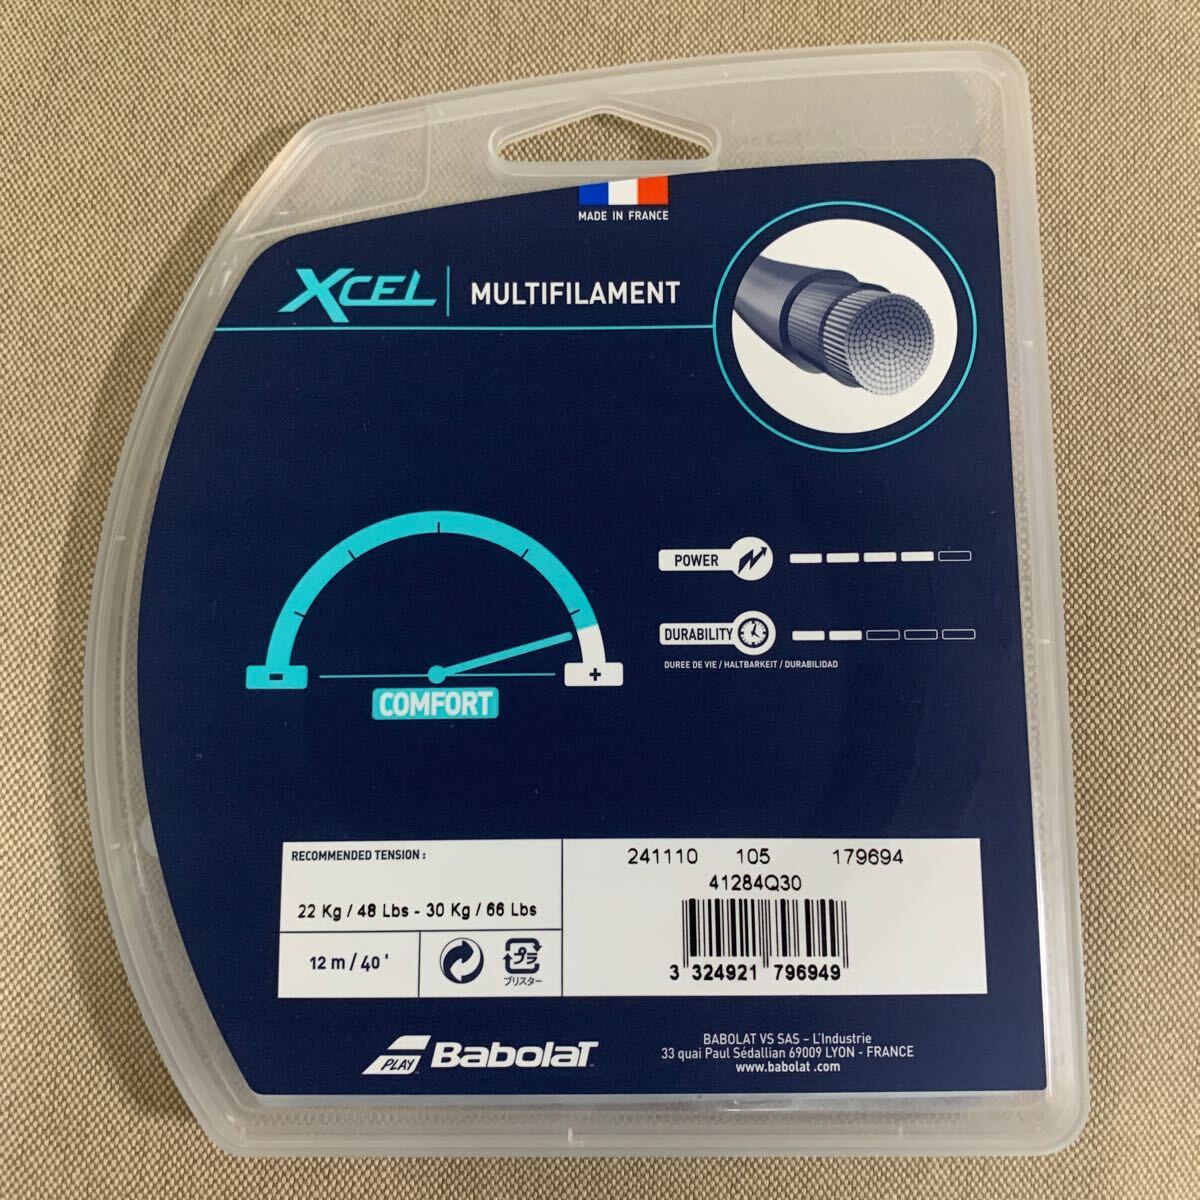 MADE IN FRANCE
XCEL MULTIFILAMENT
POWER
DURABILITY
DUREE DE VIE / HALTBARKEIT / DURABILIDAD
- +
COMFORT
RECOMMENDED TENSION :
22 Kg / 48 Lbs - 30 Kg / 66 Lbs
12 m / 40 '
プラ
ブリスター
241110 105 179694
41284Q30
3 324921 796949
PLAY BabolaT
BABOLAT VS SAS – L'Industrie
33 quai Paul Sédallian 69009 LYON - FRANCE
www.babolat .com